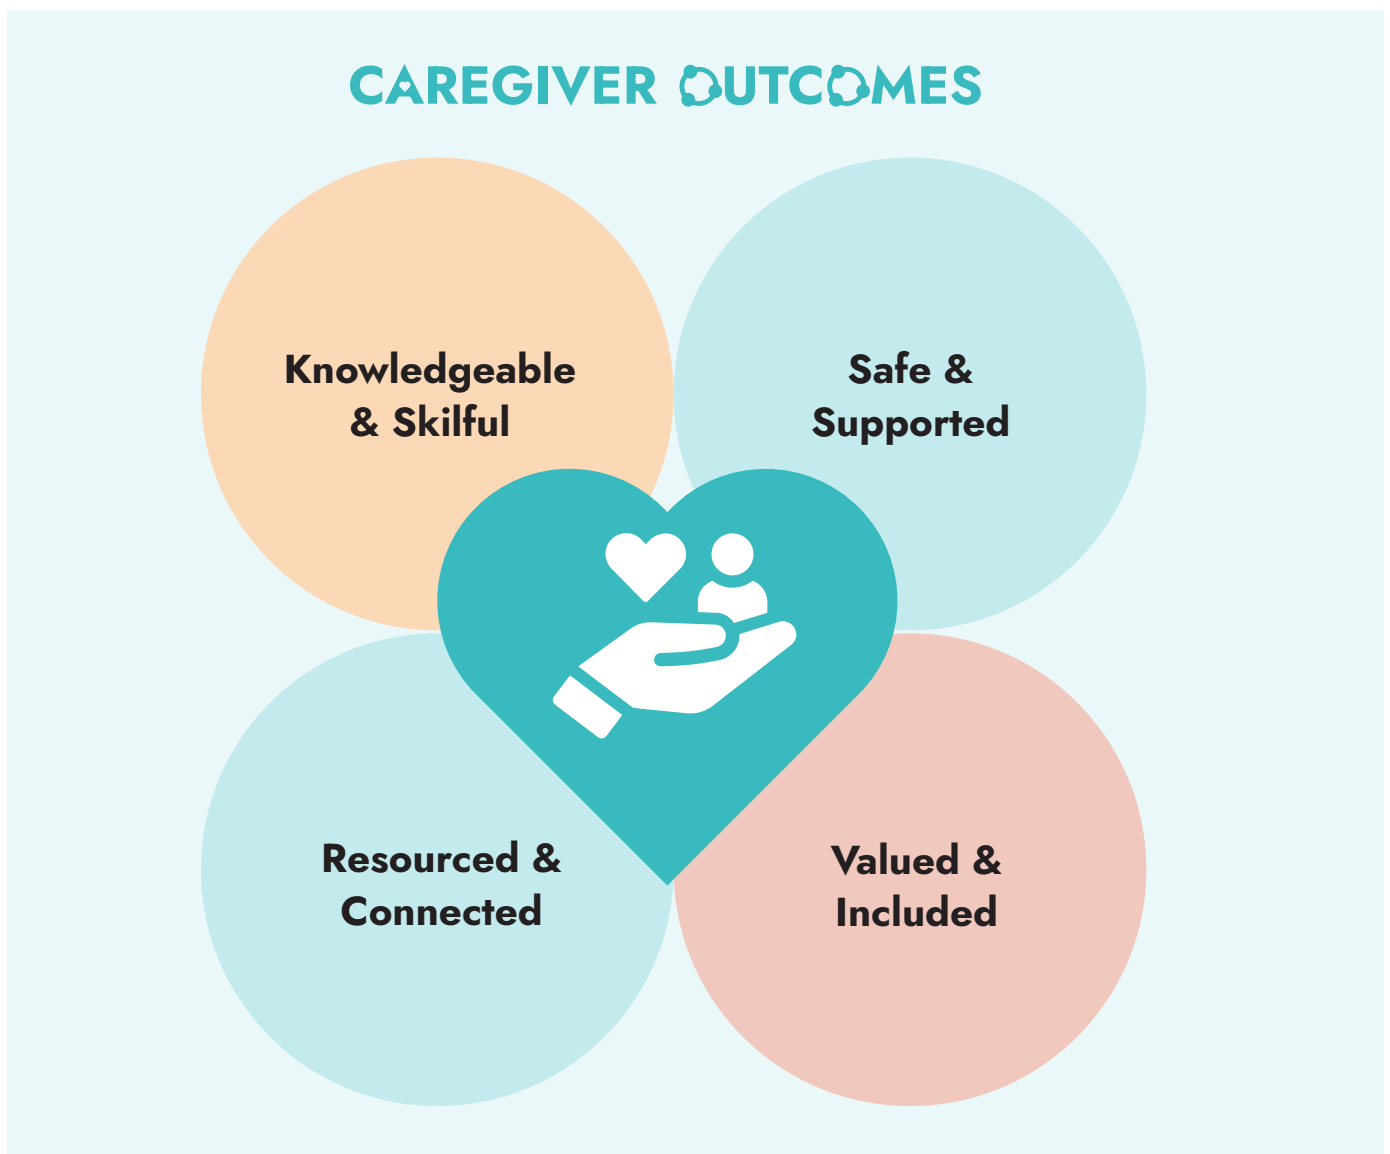 CAREGIVER OUTCOMES
Knowledgeable
& Skilful
Safe &
Supported
Resourced &
Connected
Valued &
Included